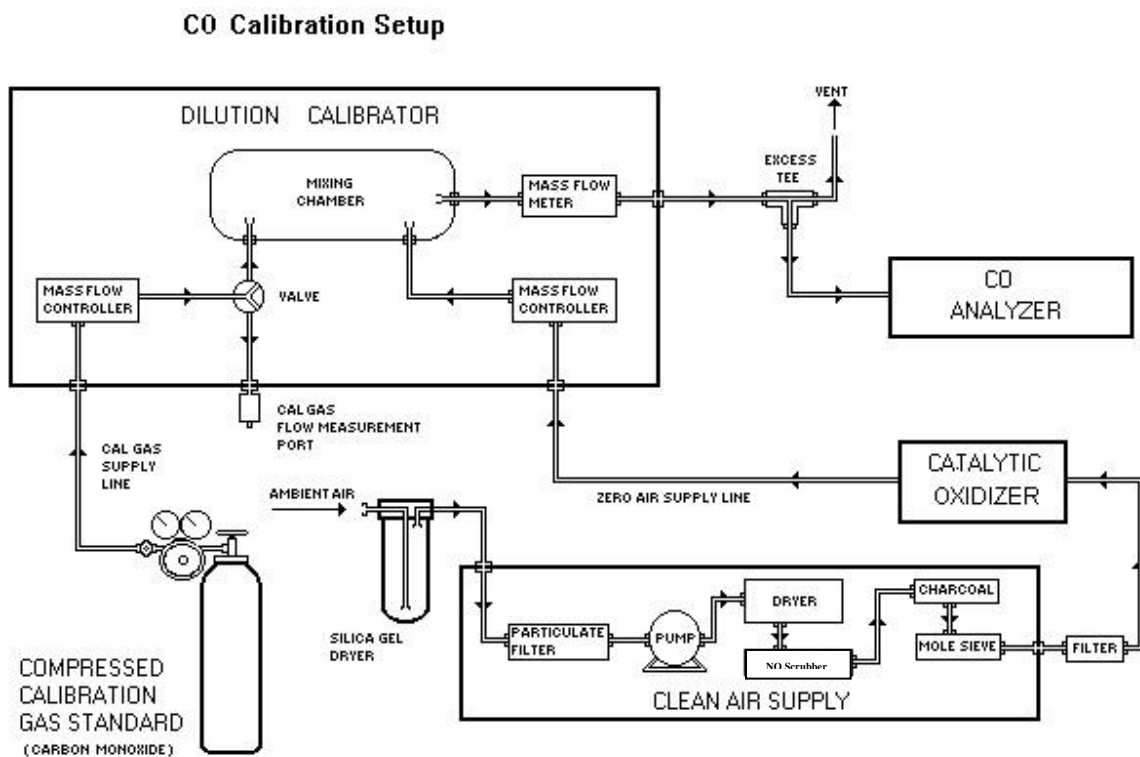 CO Calibration Setup
DILUTION CALIBRATOR
MIXING
CHAMBER
MASS FLOW
METER
EXCESS
TEE
VENT
MASS FLOW
CONTROLLER
VALVE
MASS FLOW
CONTROLLER
CO
ANALYZER
CAL GAS
FLOW MEASUREMENT
PORT
CAL GAS
SUPPLY
LINE
AMBIENT AIR
ZERO AIR SUPPLY LINE
CATALYTIC
OXIDIZER
SILICA GEL
DRYER
PARTICULATE
FILTER
PUMP
DRYER
NO Scrubber
CHARCOAL
MOLE SIEVE
FILTER
CLEAN AIR SUPPLY
COMPRESSED
CALIBRATION
GAS STANDARD
(CARBON MONOXIDE)